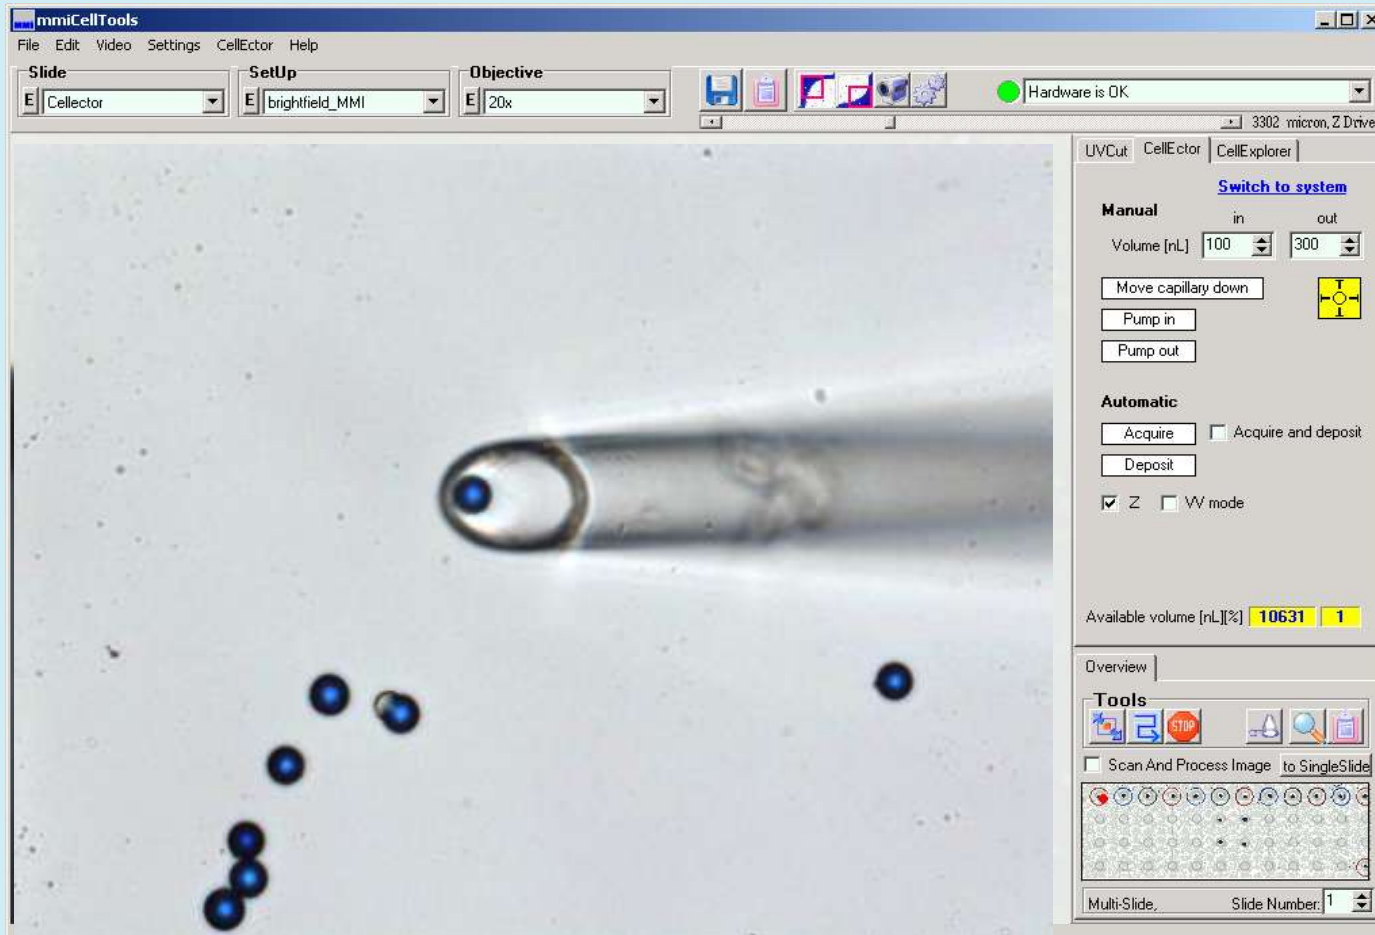 mmi mmiCellTools
File Edit Video Settings CellEctor Help
Slide SetUp Objective
E Cellector E brightfield_MMI E 20x Hardware is OK
3302 micron, Z Drive
UVCut CellEctor CellExplorer
Switch to system
Manual in out
Volume [nL] 100 300
Move capillary down
Pump in
Pump out
Automatic
Acquire Acquire and deposit
Deposit
Z VV mode
Available volume [nL][%] 10631 1
Overview
Tools
STOP
Scan And Process Image to SingleSlide
Multi-Slide, Slide Number: 1